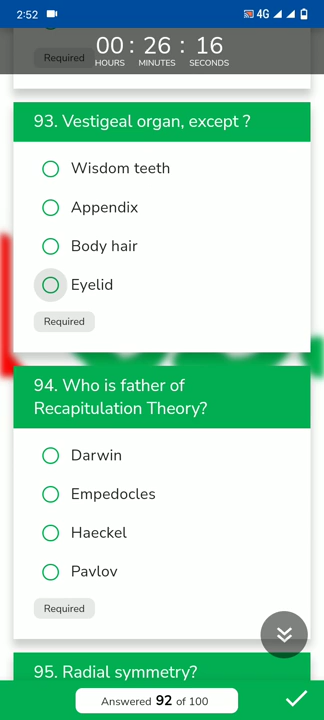 2:52
4G
Required
00 : 26 : 16
HOURS MINUTES SECONDS
93. Vestigeal organ, except ?
Wisdom teeth
Appendix
Body hair
Eyelid
Required
94. Who is father of
Recapitulation Theory?
Darwin
Empedocles
Haeckel
Pavlov
Required
95. Radial symmetry?
Answered 92 of 100